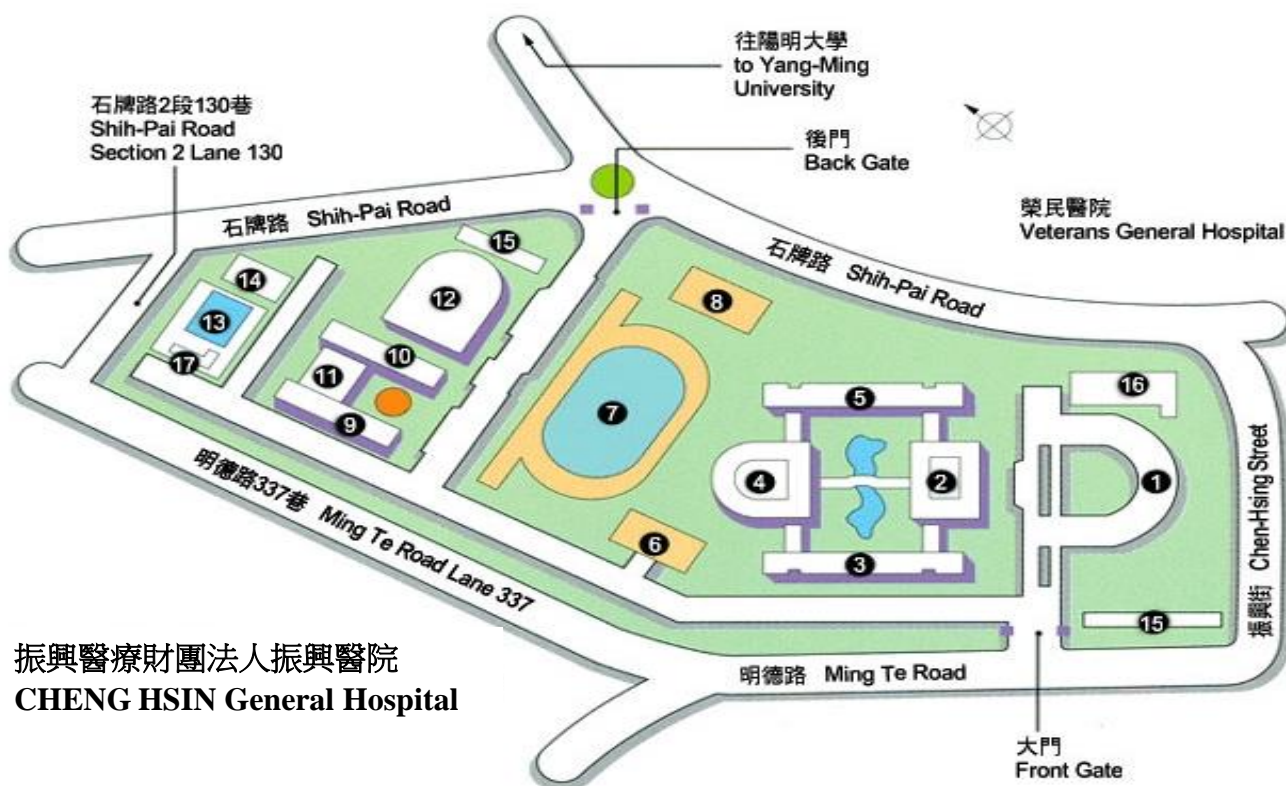 往陽明大學
to Yang-Ming
University
石牌路2段130巷
Shih-Pai Road
Section 2 Lane 130
後門
Back Gate
榮民醫院
Veterans General Hospital
石牌路 Shih-Pai Road
石牌路 Shih-Pai Road
15
14
12
13
8
10
17
11
9
7
5
16
4
2
1
6
3
15
明德路337巷 Ming Te Road Lane 337
振興街 Chen-Hsing Street
明德路 Ming Te Road
振興醫療財團法人振興醫院
CHENG HSIN General Hospital
大門
Front Gate